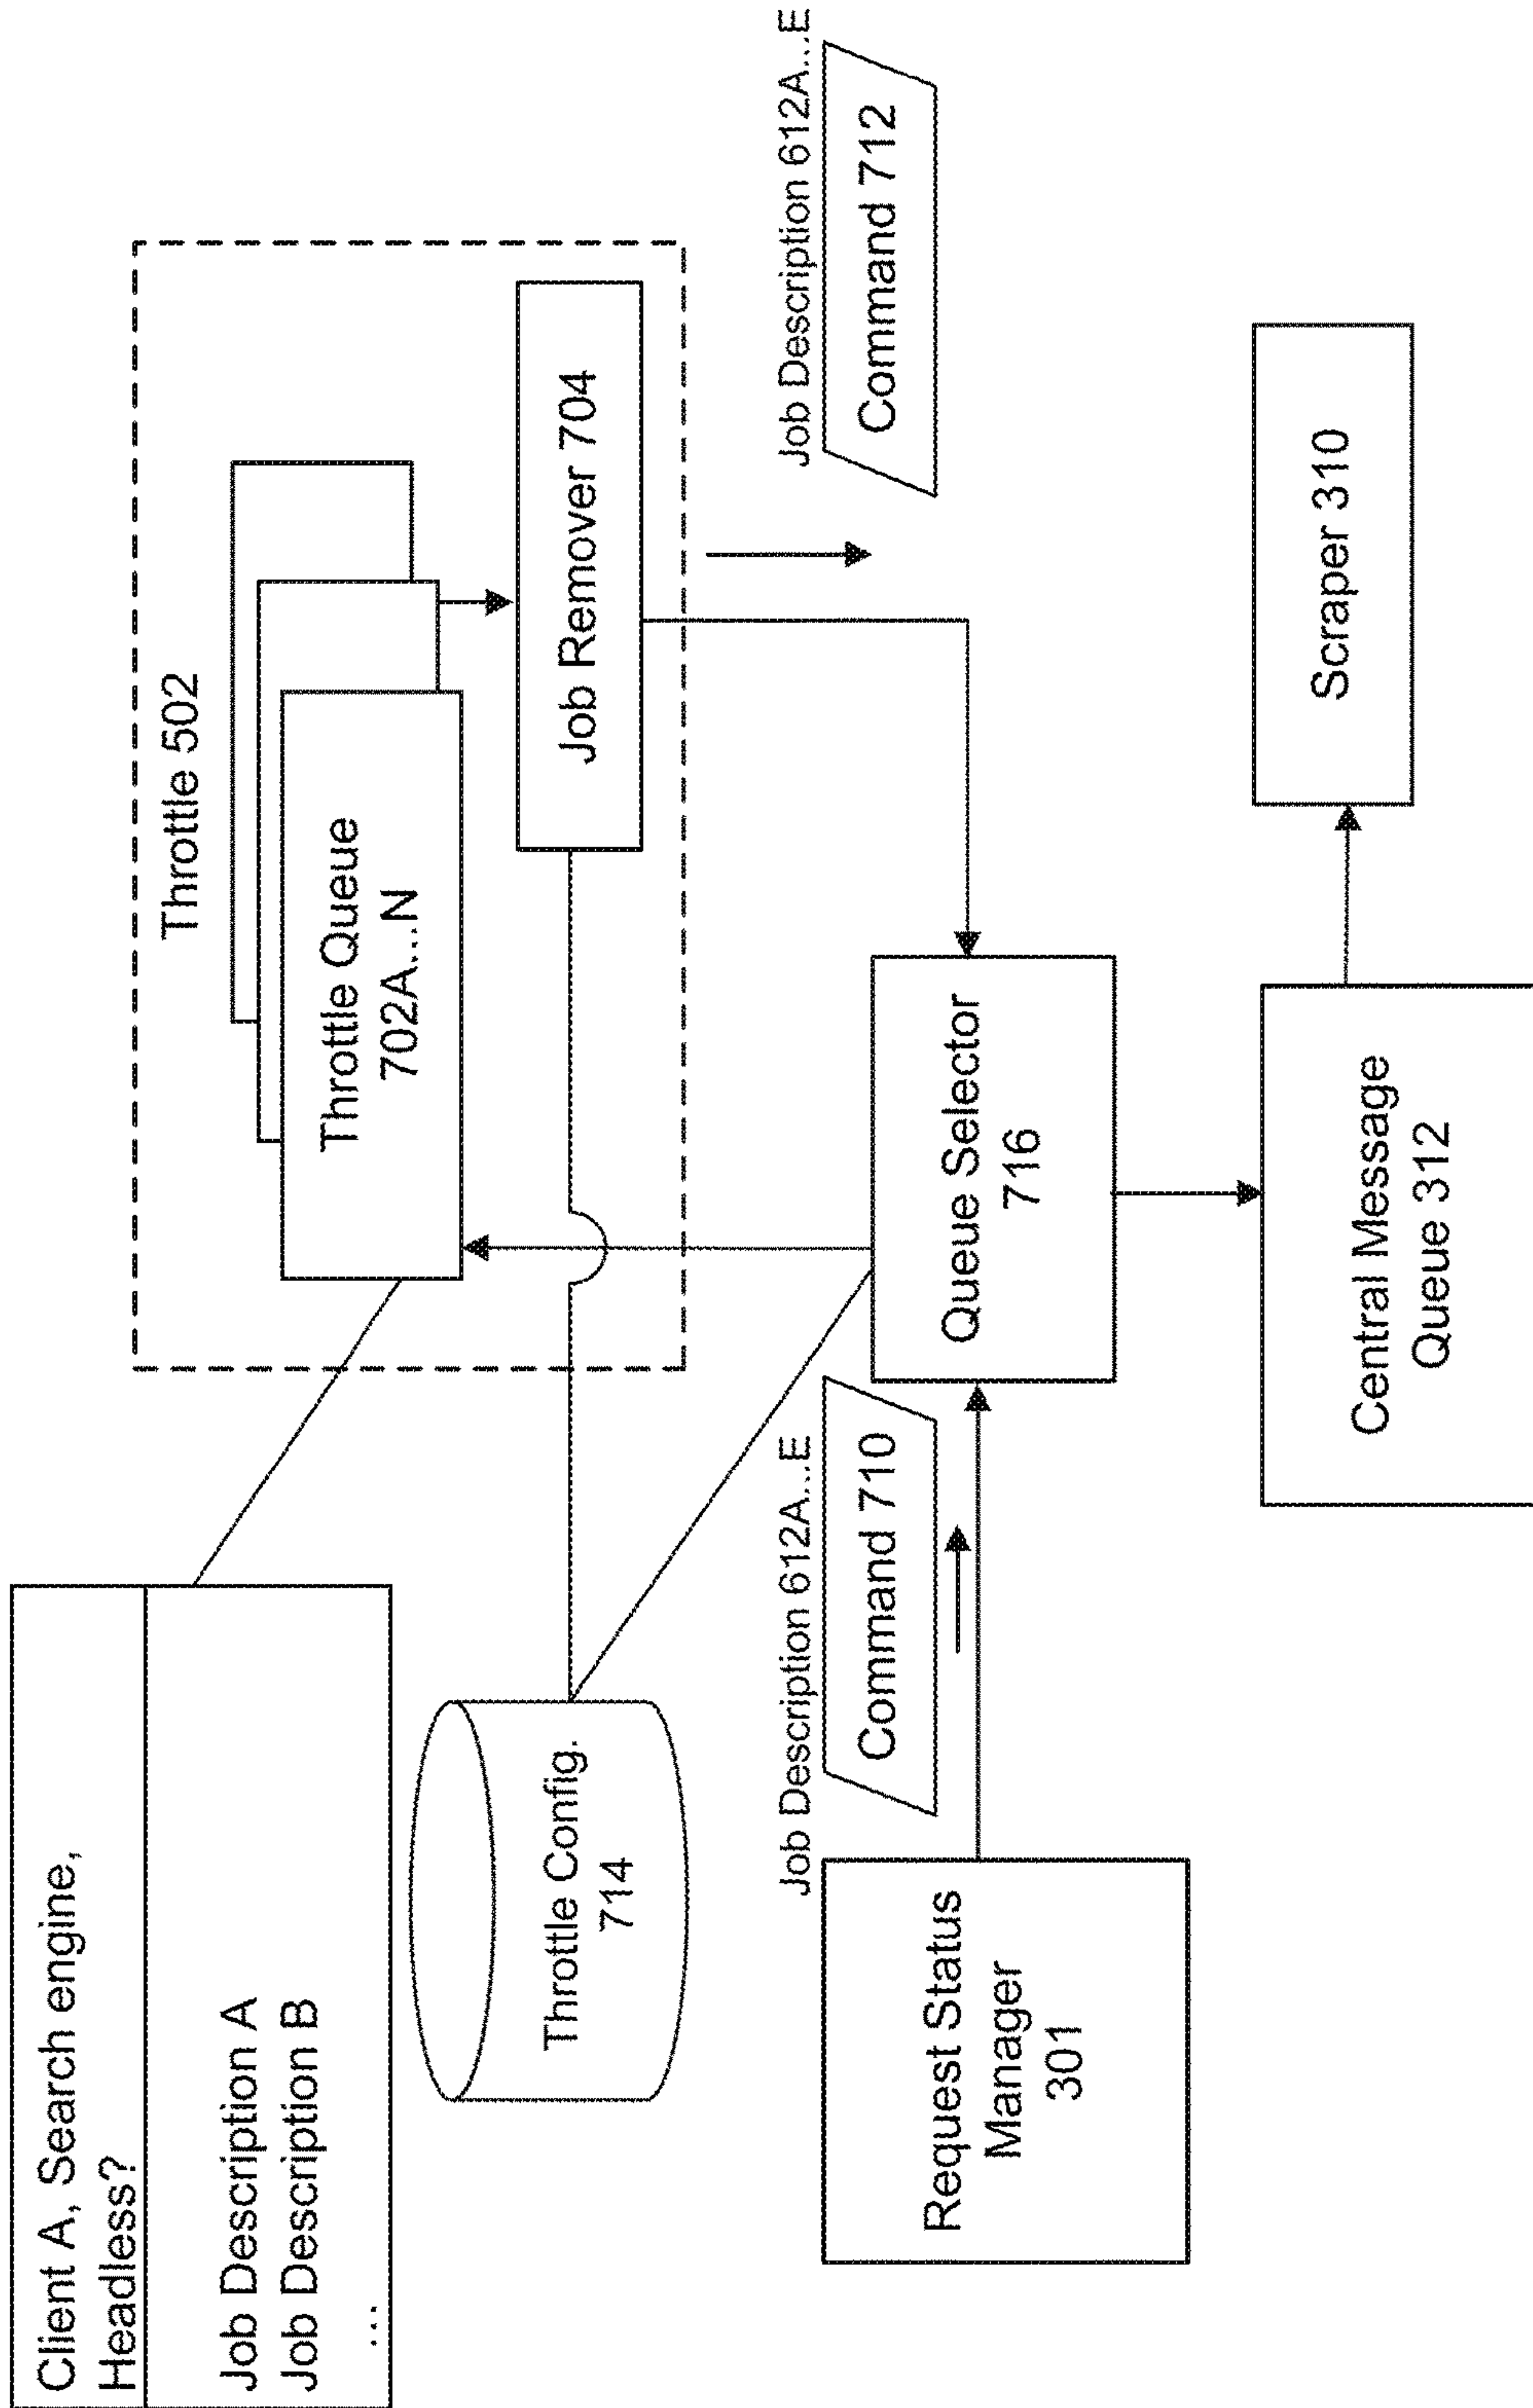 Client A, Search engine,
Headless?
Job Description A
Job Description B
...
Throttle 502
Throttle Queue
702A...N
Job Remover 704
Throttle Config.
714
Job Description 612A...E
Command 710
Job Description 612A...E
Command 712
Request Status
Manager
301
Queue Selector
716
Central Message
Queue 312
Scraper 310